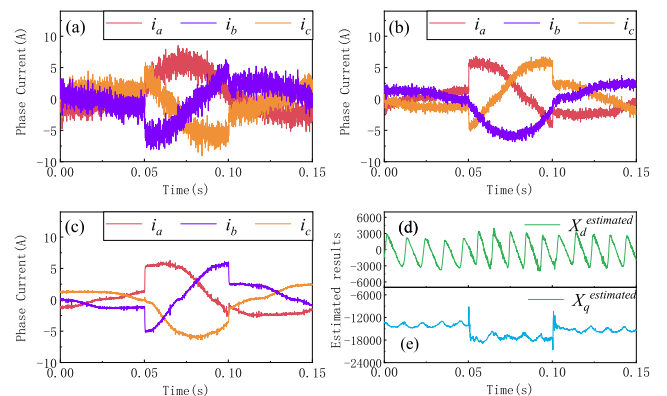 (a) i_a i_b i_c
Phase Current(A)
10
5
0
-5
-10
0.00 0.05 0.10 0.15
Time(s)
(b) i_a i_b i_c
Phase Current(A)
10
5
0
-5
-10
0.00 0.05 0.10 0.15
Time(s)
(c) i_a i_b i_c
Phase Current(A)
10
5
0
-5
-10
0.00 0.05 0.10 0.15
Time(s)
(d) X_d^{estimated}
Estimated results
6000
3000
0
-3000
-6000
X_q^{estimated}
-6000
-12000
-18000
-24000
(e)
0.00 0.05 0.10 0.15
Time(s)